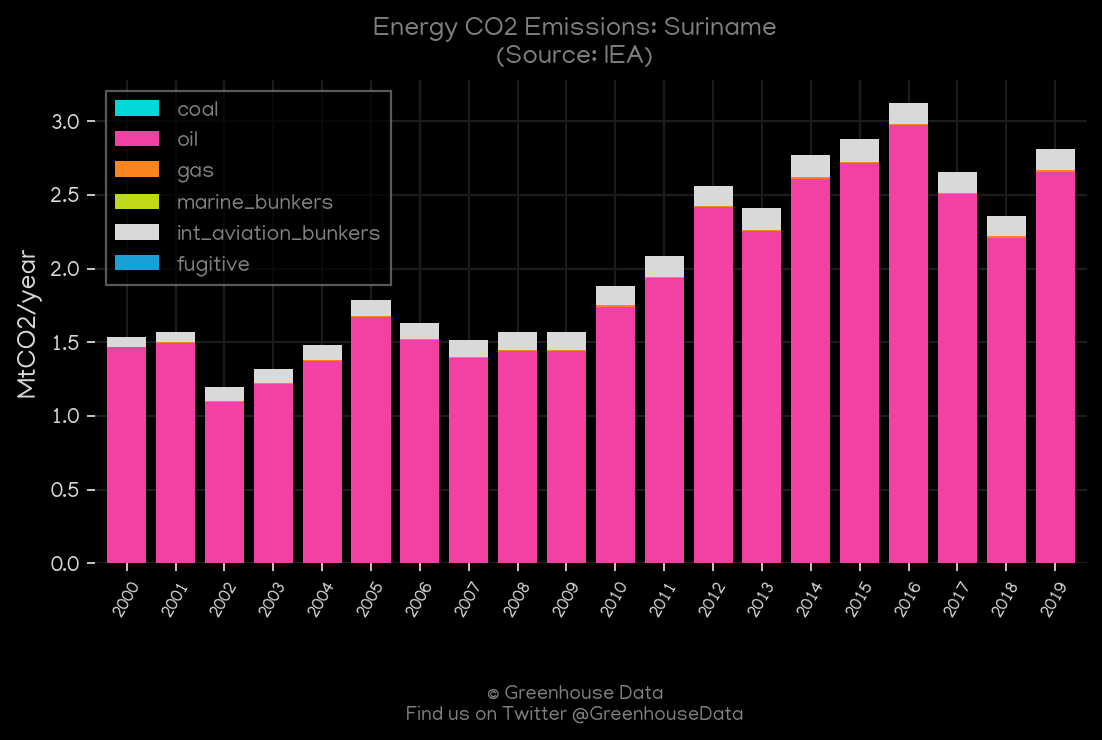 Energy CO2 Emissions: Suriname
(Source: IEA)
coal
oil
gas
marine_bunkers
int_aviation_bunkers
fugitive
MtCO2/year
3.0
2.5
2.0
1.5
1.0
0.5
0.0
2000 2001 2002 2003 2004 2005 2006 2007 2008 2009 2010 2011 2012 2013 2014 2015 2016 2017 2018 2019
© Greenhouse Data
Find us on Twitter @GreenhouseData